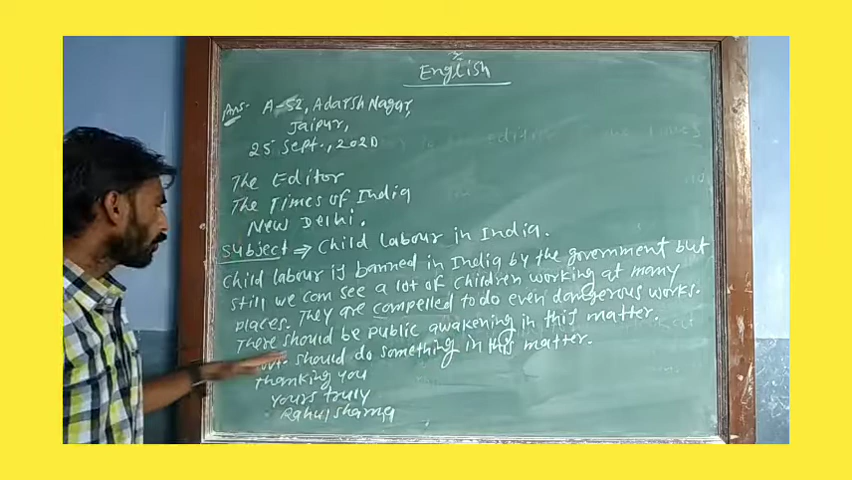 English
Ans- A-52, Adarsh Nagar,
Jaipur,
25 Sept., 2020
The Editor
The Times of India
New Delhi.
Subject ⇒ Child labour in India.
Child labour is banned in India by the government but
still we can see a lot of children working at many
places. They are compelled to do even dangerous works.
There should be public awakening in this matter.
should do something in this matter.
Thanking you
Yours truly
Rahul Sharma